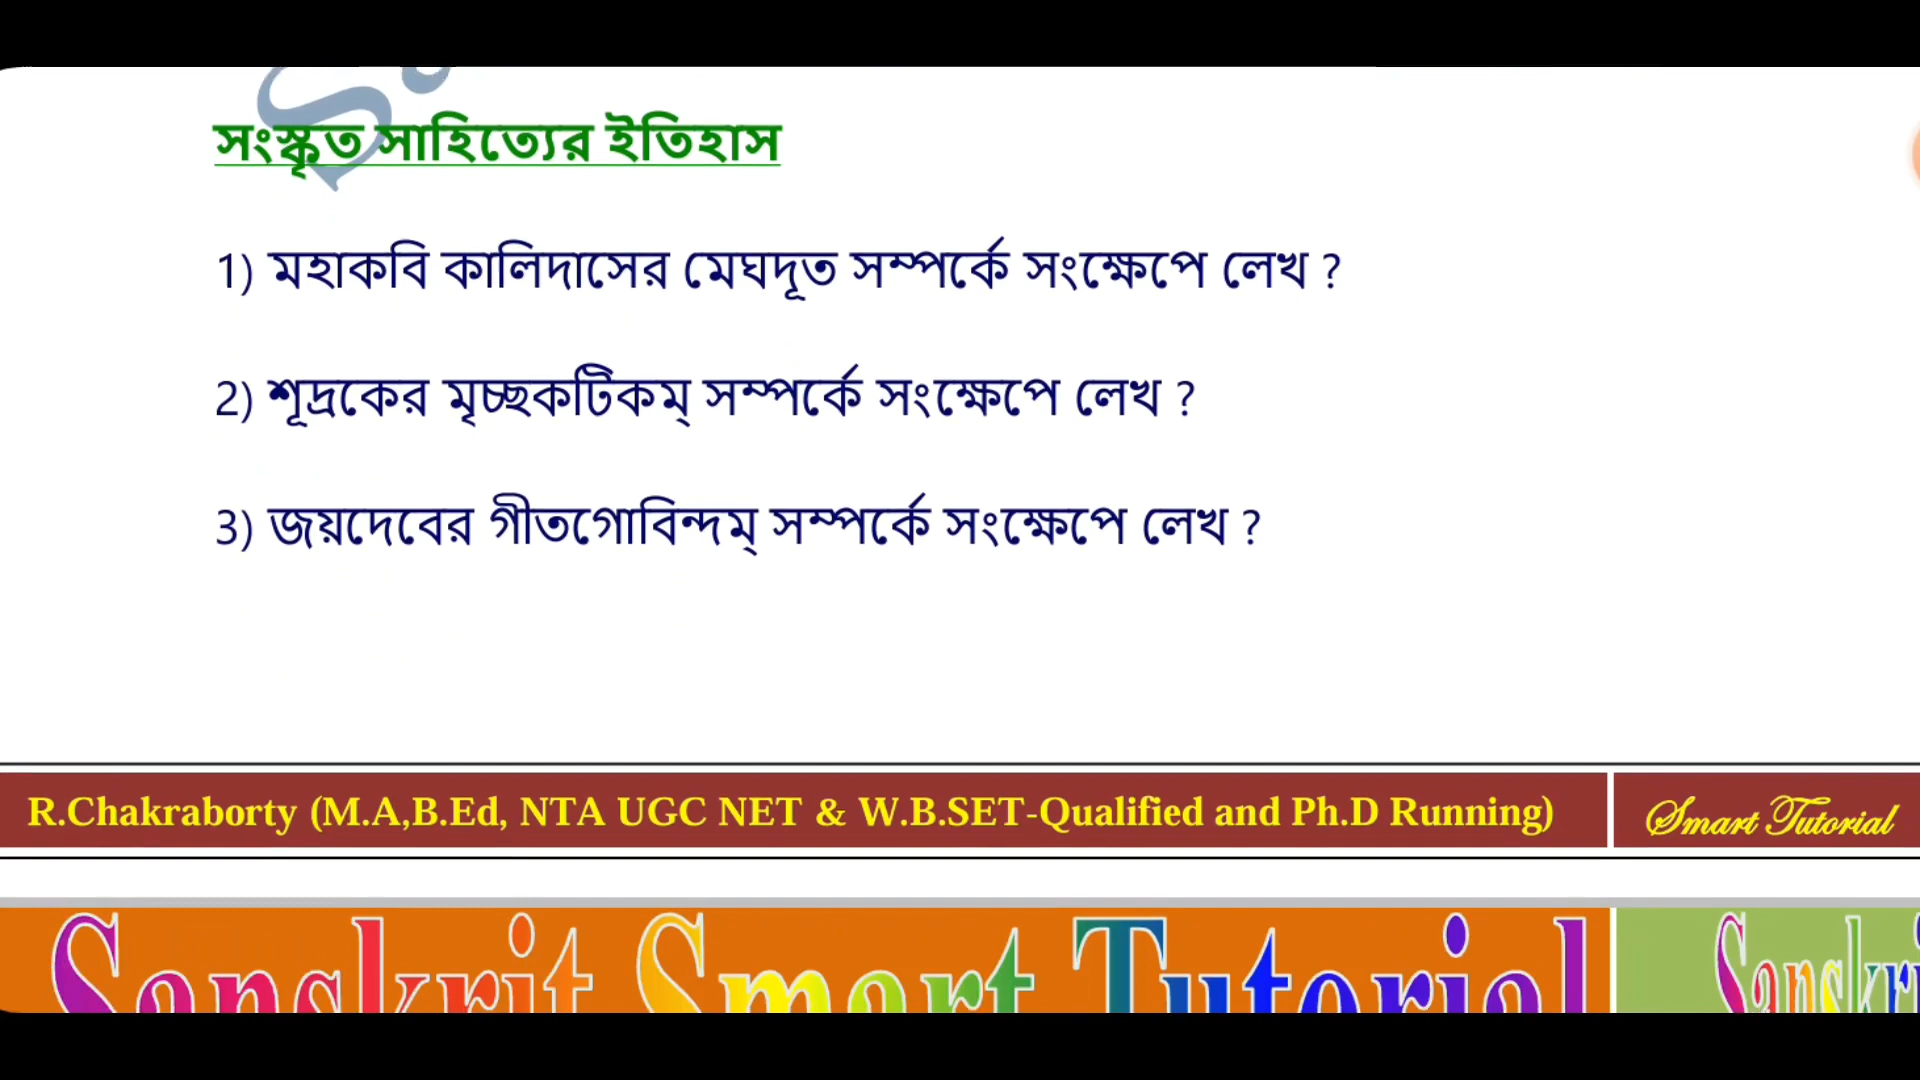 সংস্কৃত সাহিত্যের ইতিহাস
1) মহাকবি কালিদাসের মেঘদূত সম্পর্কে সংক্ষেপে লেখ ?
2) শূদ্রকের মৃচ্ছকটিকম্ সম্পর্কে সংক্ষেপে লেখ ?
3) জয়দেবের গীতগোবিন্দম্ সম্পর্কে সংক্ষেপে লেখ ?
R.Chakraborty (M.A,B.Ed, NTA UGC NET & W.B.SET-Qualified and Ph.D Running)
Smart Tutorial
Sanskrit Smart Tutorial